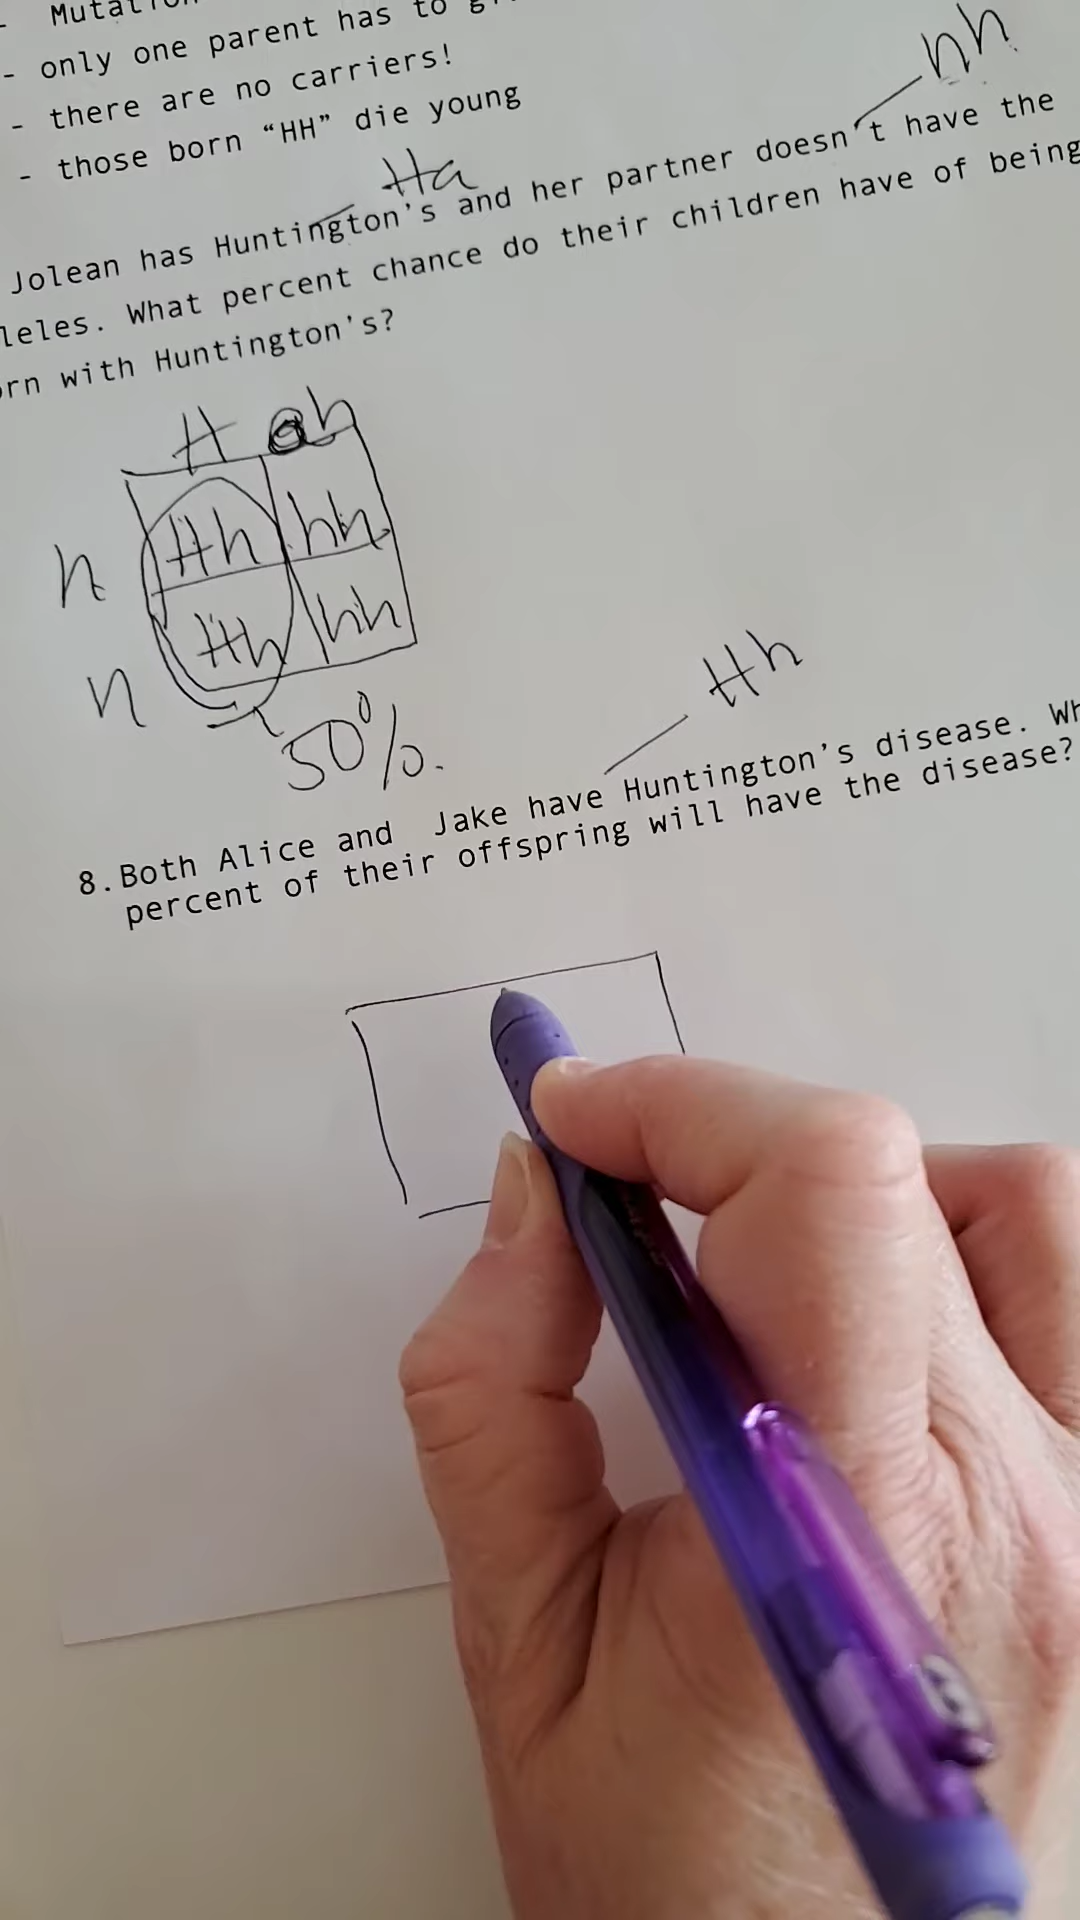 - Mutation
- only one parent has to
- there are no carriers!
- those born “HH” die young
Ha
hh
Jolean has Huntington's and her partner doesn't have the
leles. What percent chance do their children have of being
orn with Huntington's?
H h
h Hh hh
h Hh hh
50%.
Hh
8. Both Alice and Jake have Huntington's disease. Wh
percent of their offspring will have the disease?